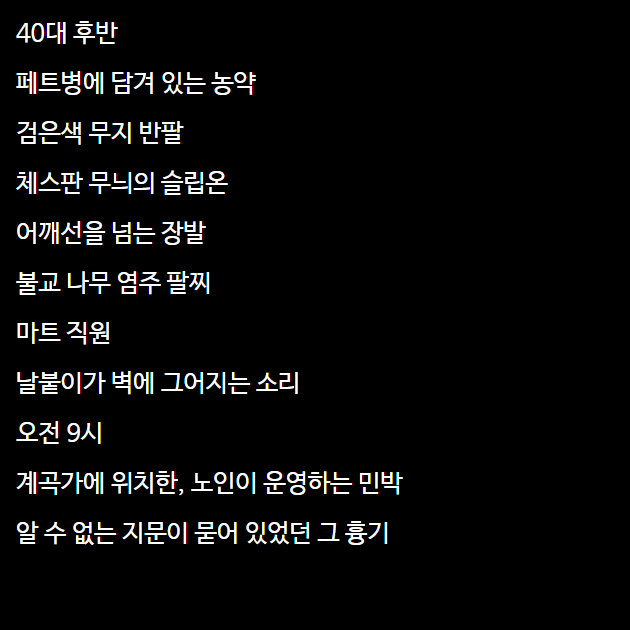 40대 후반
페트병에 담겨 있는 농약
검은색 무지 반팔
체스판 무늬의 슬립온
어깨선을 넘는 장발
불교 나무 염주 팔찌
마트 직원
날붙이가 벽에 그어지는 소리
오전 9시
계곡가에 위치한, 노인이 운영하는 민박
알 수 없는 지문이 묻어 있었던 그 흉기